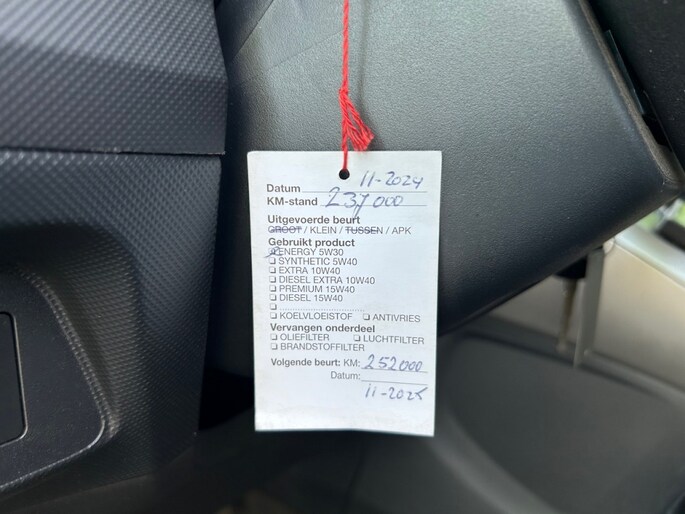 Datum 11-2024
KM-stand 237000
Uitgevoerde beurt
GROOT / KLEIN / TUSSEN / APK
Gebruikt product
ENERGY 5W30
☐ SYNTHETIC 5W40
☐ EXTRA 10W40
☐ DIESEL EXTRA 10W40
☐ PREMIUM 15W40
☐ DIESEL 15W40
☐ ....................
☐ KOELVLOEISTOF ☐ ANTIVRIES
Vervangen onderdeel
☐ OLIEFILTER ☐ LUCHTFILTER
☐ BRANDSTOFFILTER
Volgende beurt: KM: 252000
Datum:
11-2025